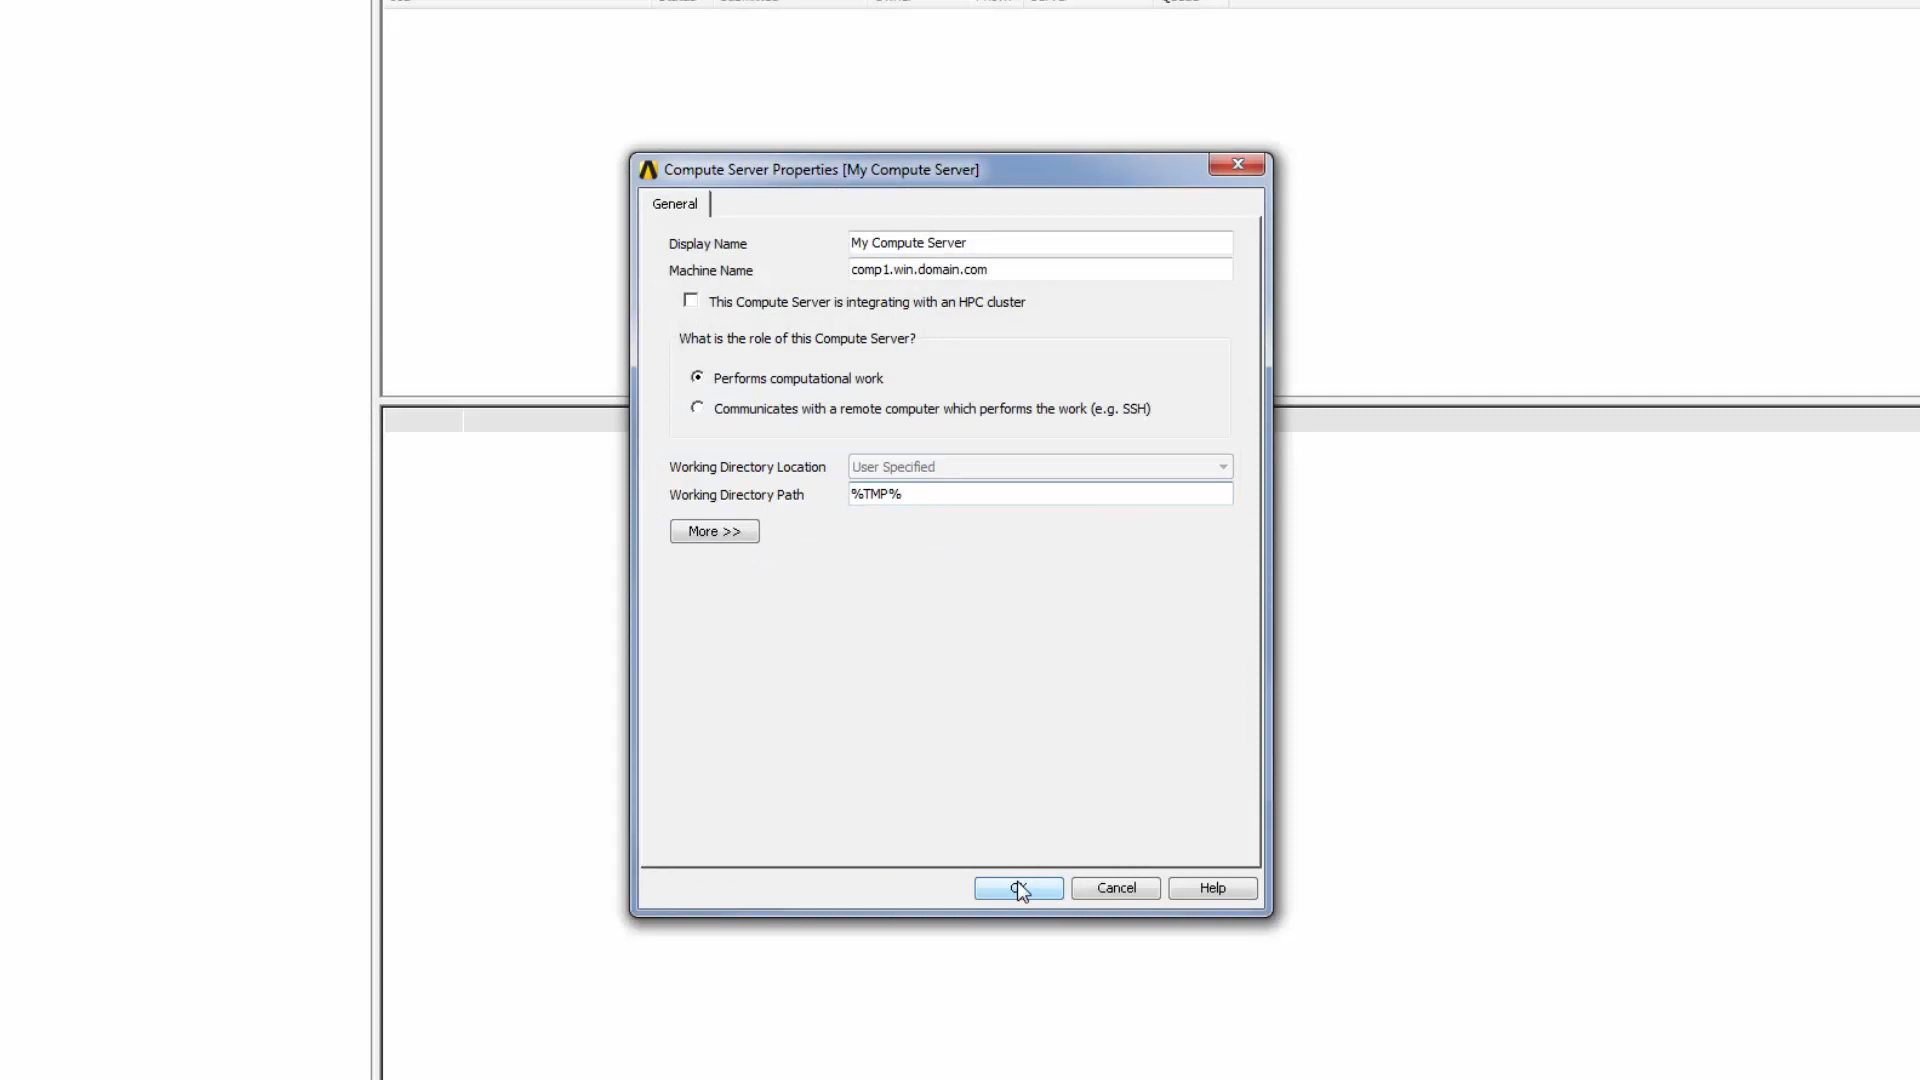 Compute Server Properties [My Compute Server]
General
Display Name My Compute Server
Machine Name comp1.win.domain.com
This Compute Server is integrating with an HPC cluster
What is the role of this Compute Server?
Performs computational work
Communicates with a remote computer which performs the work (e.g. SSH)
Working Directory Location User Specified
Working Directory Path %TMP%
More >>
Cancel Help